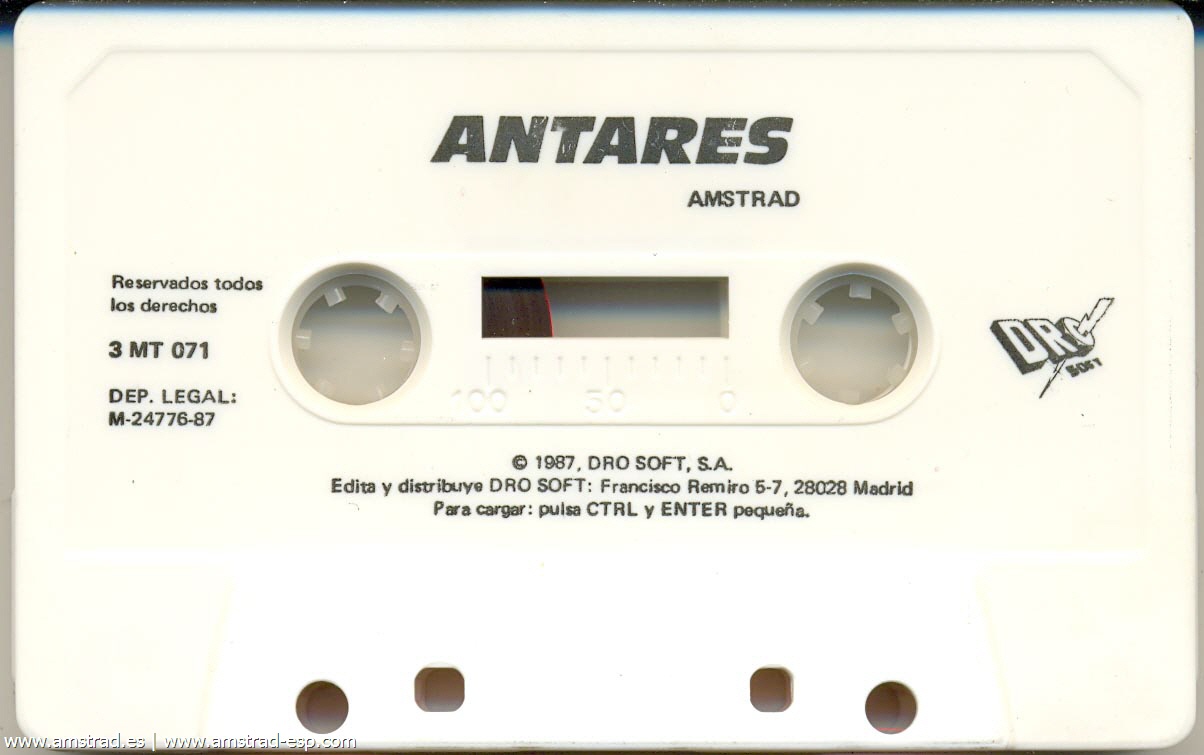 ANTARES
AMSTRAD
Reservados todos
los derechos
3 MT 071
DEP. LEGAL:
M-24776-87
100 50 0
DRO
SOFT
© 1987, DRO SOFT, S.A.
Edita y distribuye DRO SOFT: Francisco Remiro 5-7, 28028 Madrid
Para cargar: pulsa CTRL y ENTER pequeña.
www.amstrad.es | www.amstrad-esp.com